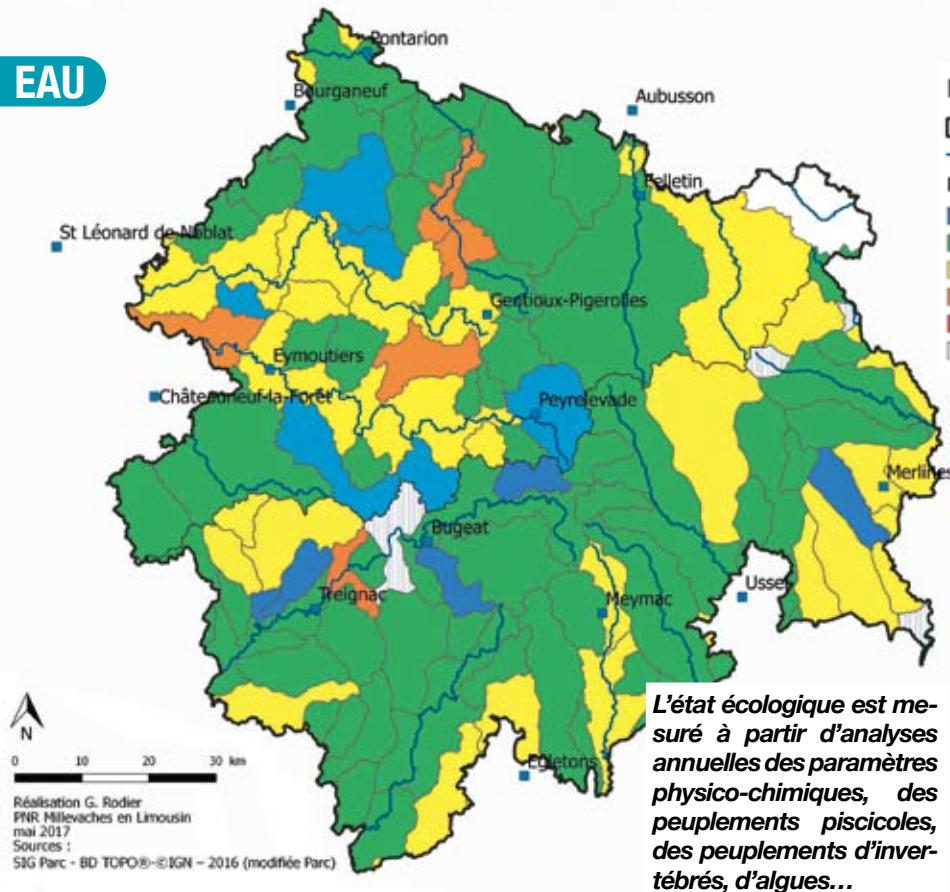 EAU
Pontarion
Bourganeuf
Aubusson
Felletin
St Léonard de Noblat
Gentioux-Pigerolles
Eymoutiers
Châteauneuf-la-Forêt
Peyrelevade
Merlines
Bugeat
Ussel
Treignac
Meymac
Egletons
N
0 10 20 30 km
Réalisation G. Rodier
PNR Millevaches en Limousin
mai 2017
Sources :
SIG Parc - BD TOPO®-©IGN – 2016 (modifiée Parc)
L'état écologique est me-
suré à partir d'analyses
annuelles des paramètres
physico-chimiques, des
peuplements piscicoles,
des peuplements d'inver-
tébrés, d'algues...